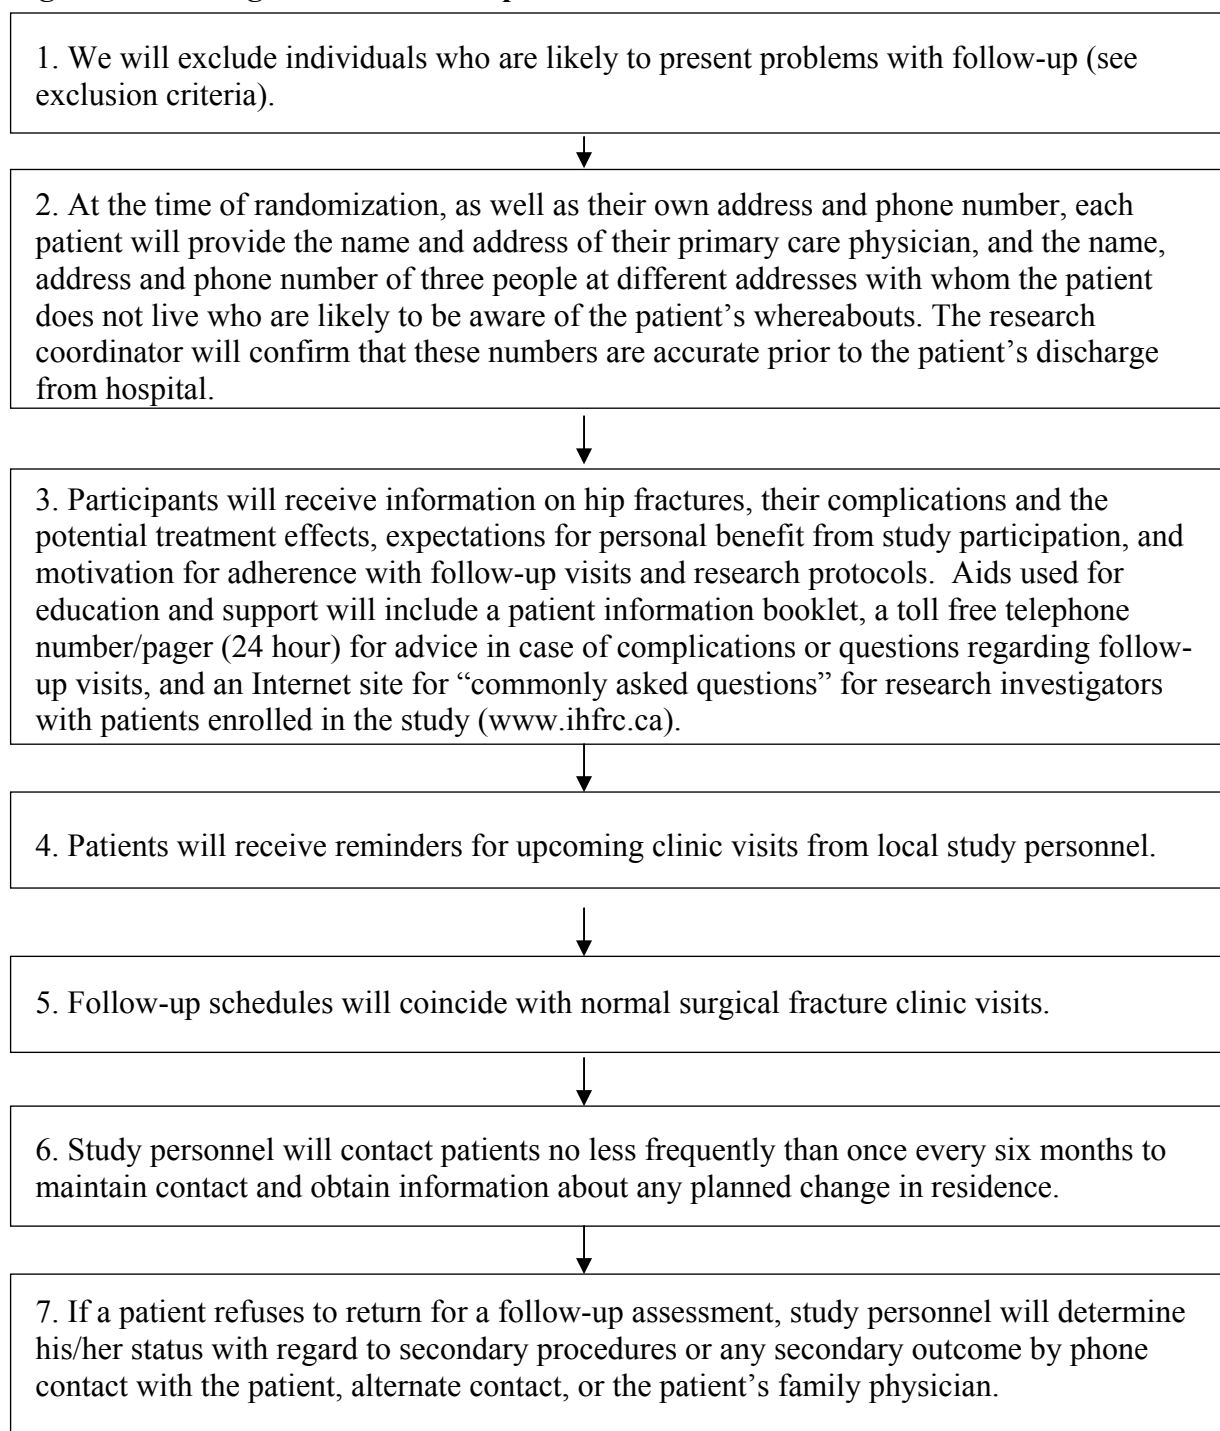 1. We will exclude individuals who are likely to present problems with follow-up (see
exclusion criteria).
2. At the time of randomization, as well as their own address and phone number, each
patient will provide the name and address of their primary care physician, and the name,
address and phone number of three people at different addresses with whom the patient
does not live who are likely to be aware of the patient’s whereabouts. The research
coordinator will confirm that these numbers are accurate prior to the patient’s discharge
from hospital.
3. Participants will receive information on hip fractures, their complications and the
potential treatment effects, expectations for personal benefit from study participation, and
motivation for adherence with follow-up visits and research protocols.  Aids used for
education and support will include a patient information booklet, a toll free telephone
number/pager (24 hour) for advice in case of complications or questions regarding follow-
up visits, and an Internet site for “commonly asked questions” for research investigators
with patients enrolled in the study (www.ihfrc.ca).
4. Patients will receive reminders for upcoming clinic visits from local study personnel.
5. Follow-up schedules will coincide with normal surgical fracture clinic visits.
6. Study personnel will contact patients no less frequently than once every six months to
maintain contact and obtain information about any planned change in residence.
7. If a patient refuses to return for a follow-up assessment, study personnel will determine
his/her status with regard to secondary procedures or any secondary outcome by phone
contact with the patient, alternate contact, or the patient’s family physician.